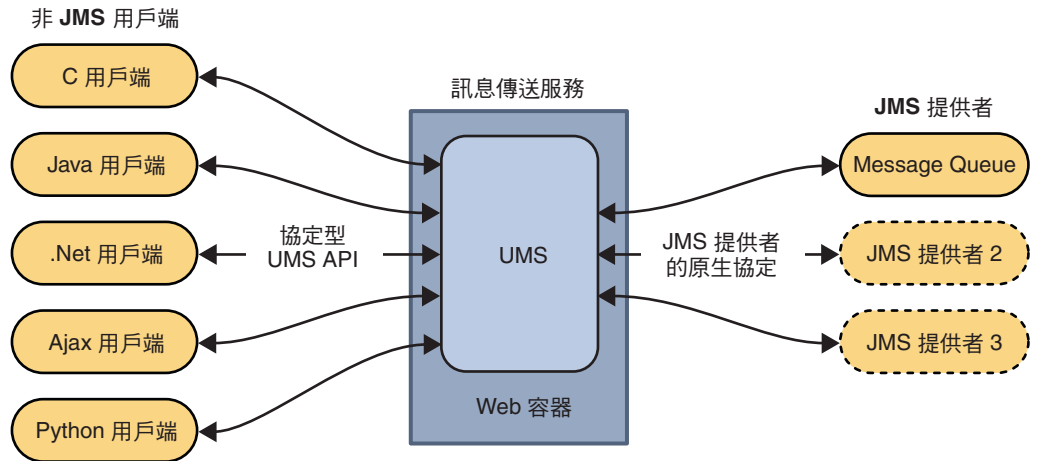 非 JMS 用戶端
C 用戶端
Java 用戶端
.Net 用戶端
Ajax 用戶端
Python 用戶端
協定型
UMS API
訊息傳送服務
UMS
Web 容器
JMS 提供者
的原生協定
JMS 提供者
Message Queue
JMS 提供者 2
JMS 提供者 3